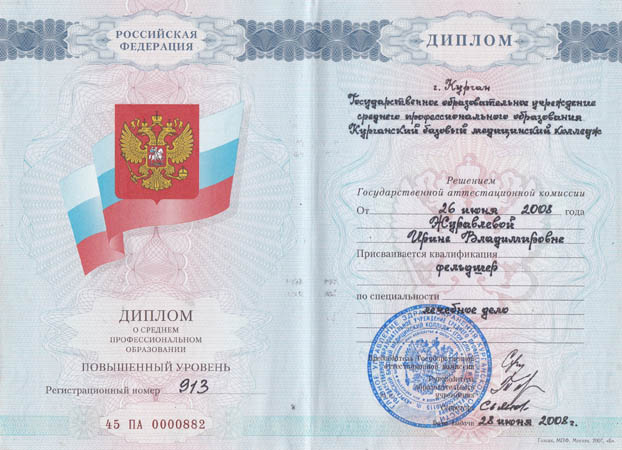 РОССИЙСКАЯ
ФЕДЕРАЦИЯ
ДИПЛОМ
О СРЕДНЕМ
ПРОФЕССИОНАЛЬНОМ
ОБРАЗОВАНИИ
ПОВЫШЕННЫЙ УРОВЕНЬ
Регистрационный номер 913
45 ПА 0000882
ДИПЛОМ
г. Курган
Государственное образовательное учреждение
среднего профессионального образования
Курганский базовый медицинский колледж
Решением
Государственной аттестационной комиссии
От 26 июня 2008 года
Журавлевой
Ирине Владимировне
Присваивается квалификация
фельдшер
по специальности
лечебное дело
Председатель Государственной
аттестационной комиссии
Руководитель
образовательного
учреждения
Секретарь
Дата выдачи 28 июня 2008 г.
Гознак, МПФ, Москва, 2007, «Б».